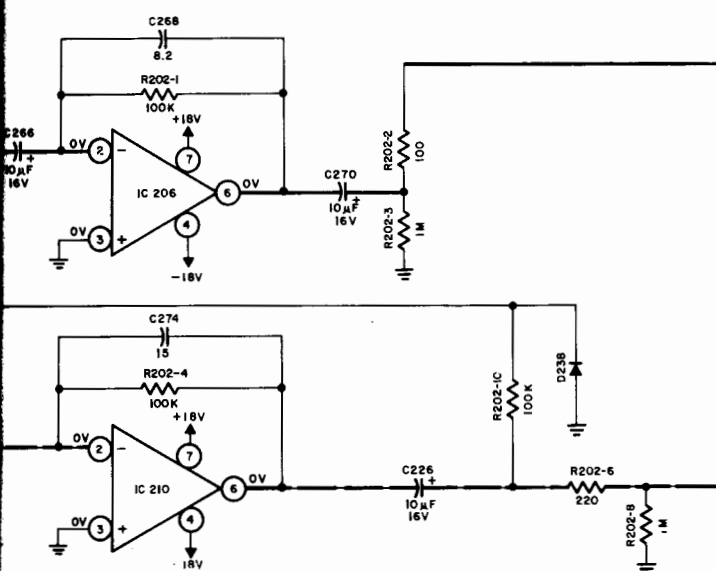 C268
8.2
R202-1
100K
+18V
C266
+
10µF
16V
0V
2
−
7
IC 206
6
0V
C270
+
10µF
16V
R202-2
100
R202-3
1M
4
0V
3
+
−18V
C274
15
R202-4
100K
+18V
0V
2
−
7
IC 210
6
0V
C226
+
10µF
16V
R202-1C
100K
D238
R202-6
220
R202-8
1M
4
0V
3
+
18V